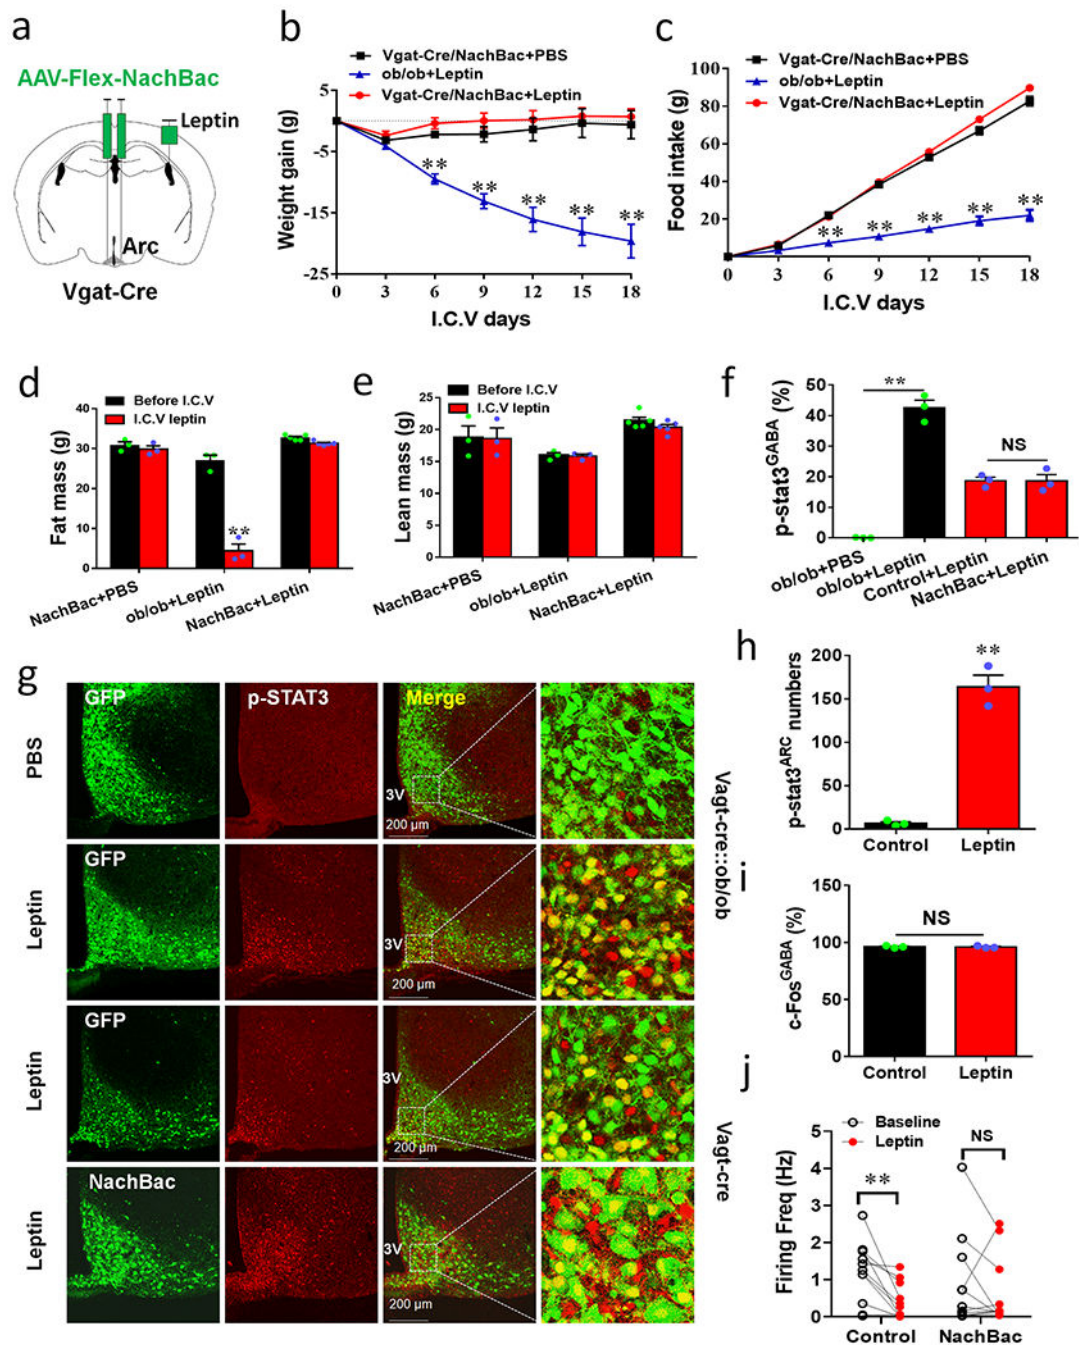 a
AAV-Flex-NachBac
Leptin
Arc
Vgat-Cre
b
Vgat-Cre/NachBac+PBS
ob/ob+Leptin
Vgat-Cre/NachBac+Leptin
Weight gain (g)
5
-5
-15
-25
** ** ** ** **
0 3 6 9 12 15 18
I.C.V days
c
Vgat-Cre/NachBac+PBS
ob/ob+Leptin
Vgat-Cre/NachBac+Leptin
Food intake (g)
100
80
60
40
20
** ** ** ** **
0 3 6 9 12 15 18
I.C.V days
d
Before I.C.V
I.C.V leptin
Fat mass (g)
40
30
20
10
0
**
NachBac+PBS
ob/ob+Leptin
NachBac+Leptin
e
Before I.C.V
I.C.V leptin
Lean mass (g)
25
20
15
10
5
0
NachBac+PBS
ob/ob+Leptin
NachBac+Leptin
f
p-stat3GABA (%)
50
40
30
20
10
0
**
NS
ob/ob+PBS
ob/ob+Leptin
Control+Leptin
NachBac+Leptin
g
PBS
GFP
p-STAT3
Merge
3V
200 µm
Leptin
GFP
3V
200 µm
Vagt-cre::ob/ob
Leptin
GFP
3V
200 µm
Leptin
NachBac
3V
200 µm
Vagt-cre
h
p-stat3ARC numbers
200
150
100
50
0
**
Control Leptin
i
c-FosGABA (%)
150
100
50
0
NS
Control Leptin
j
Baseline
Leptin
Firing Freq (Hz)
5
4
3
2
1
0
**
NS
Control NachBac